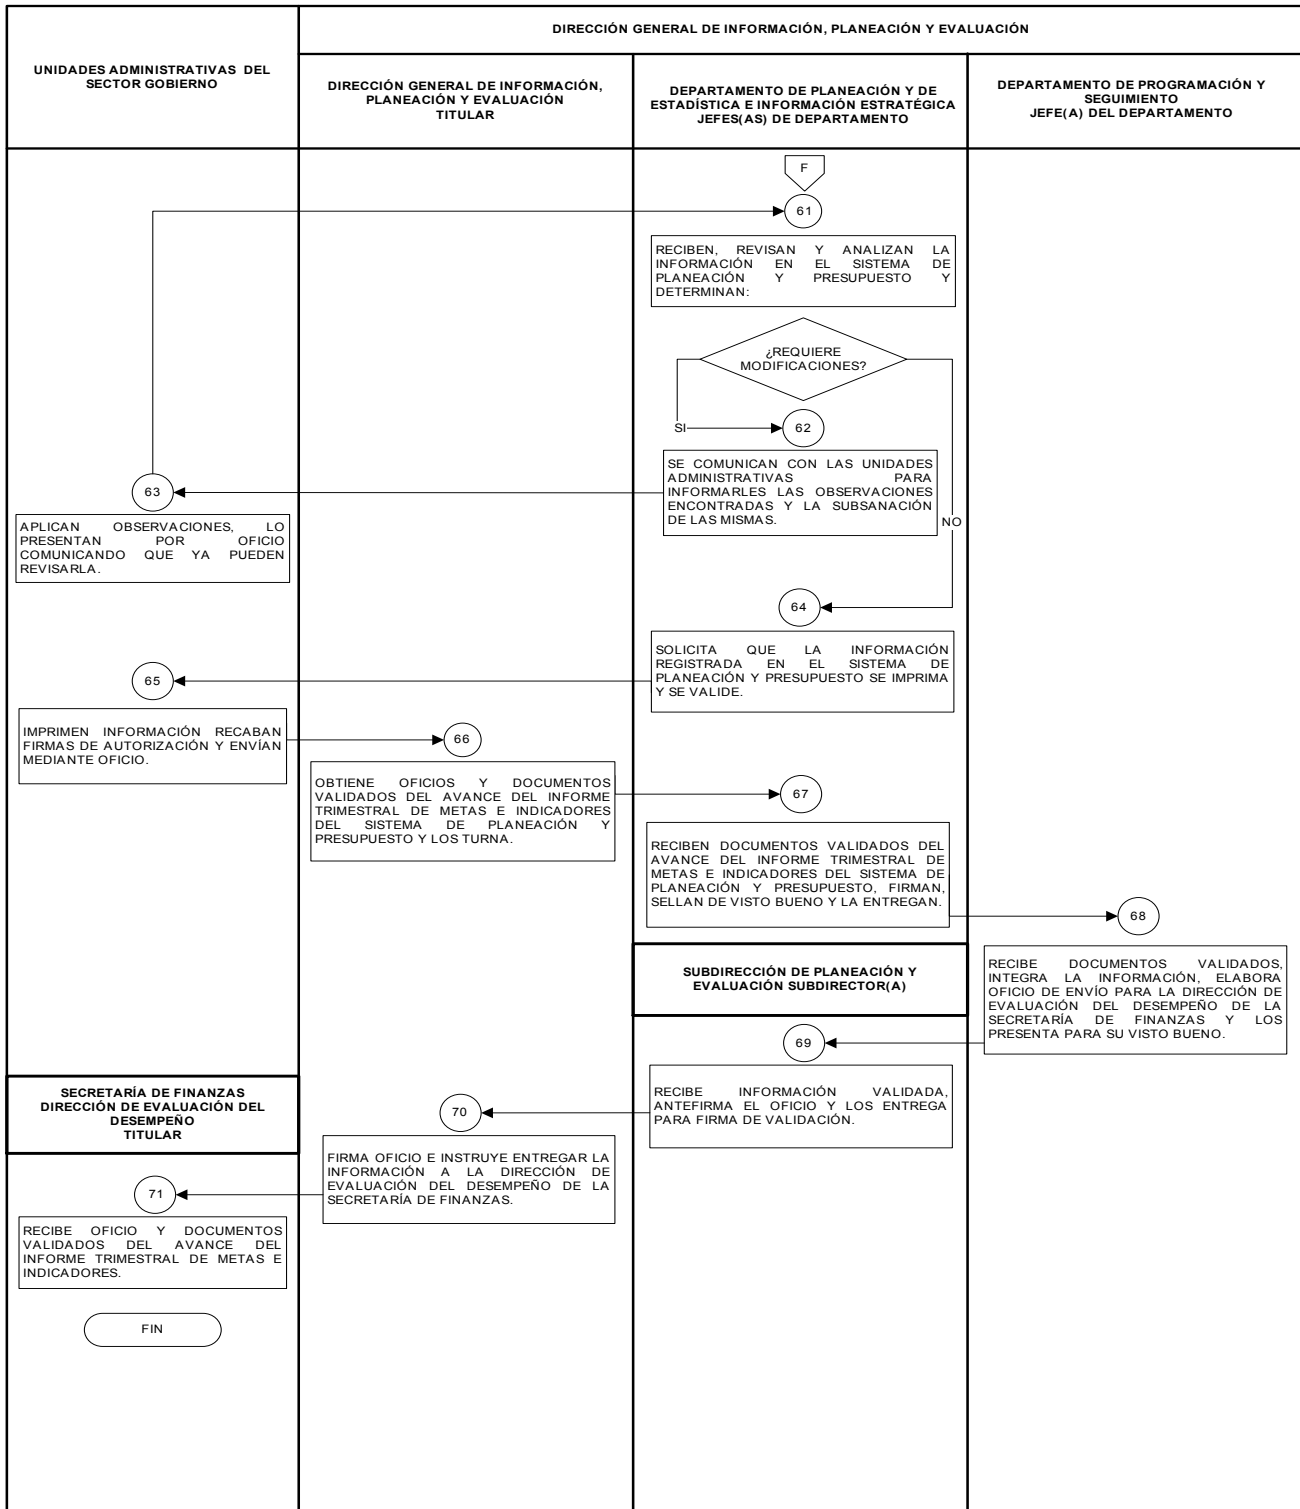 DIRECCIÓN GENERAL DE INFORMACIÓN, PLANEACIÓN Y EVALUACIÓN
UNIDADES ADMINISTRATIVAS DEL
SECTOR GOBIERNO
DIRECCIÓN GENERAL DE INFORMACIÓN,
PLANEACIÓN Y EVALUACIÓN
TITULAR
DEPARTAMENTO DE PLANEACIÓN Y DE
ESTADÍSTICA E INFORMACIÓN ESTRATÉGICA
JEFES(AS) DE DEPARTAMENTO
DEPARTAMENTO DE PROGRAMACIÓN Y
SEGUIMIENTO
JEFE(A) DEL DEPARTAMENTO
F
61
RECIBEN, REVISAN Y ANALIZAN LA
INFORMACIÓN EN EL SISTEMA DE
PLANEACIÓN Y PRESUPUESTO Y
DETERMINAN:
¿REQUIERE
MODIFICACIONES?
SI
62
SE COMUNICAN CON LAS UNIDADES
ADMINISTRATIVAS PARA
INFORMARLES LAS OBSERVACIONES
ENCONTRADAS Y LA SUBSANACIÓN
DE LAS MISMAS.
NO
63
APLICAN OBSERVACIONES, LO
PRESENTAN POR OFICIO
COMUNICANDO QUE YA PUEDEN
REVISARLA.
64
SOLICITA QUE LA INFORMACIÓN
REGISTRADA EN EL SISTEMA DE
PLANEACIÓN Y PRESUPUESTO SE IMPRIMA
Y SE VALIDE.
65
IMPRIMEN INFORMACIÓN RECABAN
FIRMAS DE AUTORIZACIÓN Y ENVÍAN
MEDIANTE OFICIO.
66
OBTIENE OFICIOS Y DOCUMENTOS
VALIDADOS DEL AVANCE DEL INFORME
TRIMESTRAL DE METAS E INDICADORES
DEL SISTEMA DE PLANEACIÓN Y
PRESUPUESTO Y LOS TURNA.
67
RECIBEN DOCUMENTOS VALIDADOS DEL
AVANCE DEL INFORME TRIMESTRAL DE
METAS E INDICADORES DEL SISTEMA DE
PLANEACIÓN Y PRESUPUESTO, FIRMAN,
SELLAN DE VISTO BUENO Y LA ENTREGAN.
68
RECIBE DOCUMENTOS VALIDADOS,
INTEGRA LA INFORMACIÓN, ELABORA
OFICIO DE ENVÍO PARA LA DIRECCIÓN DE
EVALUACIÓN DEL DESEMPEÑO DE LA
SECRETARÍA DE FINANZAS Y LOS
PRESENTA PARA SU VISTO BUENO.
SUBDIRECCIÓN DE PLANEACIÓN Y
EVALUACIÓN SUBDIRECTOR(A)
69
RECIBE INFORMACIÓN VALIDADA,
ANTEFIRMA EL OFICIO Y LOS ENTREGA
PARA FIRMA DE VALIDACIÓN.
70
FIRMA OFICIO E INSTRUYE ENTREGAR LA
INFORMACIÓN A LA DIRECCIÓN DE
EVALUACIÓN DEL DESEMPEÑO DE LA
SECRETARÍA DE FINANZAS.
SECRETARÍA DE FINANZAS
DIRECCIÓN DE EVALUACIÓN DEL
DESEMPEÑO
TITULAR
71
RECIBE OFICIO Y DOCUMENTOS
VALIDADOS DEL AVANCE DEL
INFORME TRIMESTRAL DE METAS E
INDICADORES.
FIN